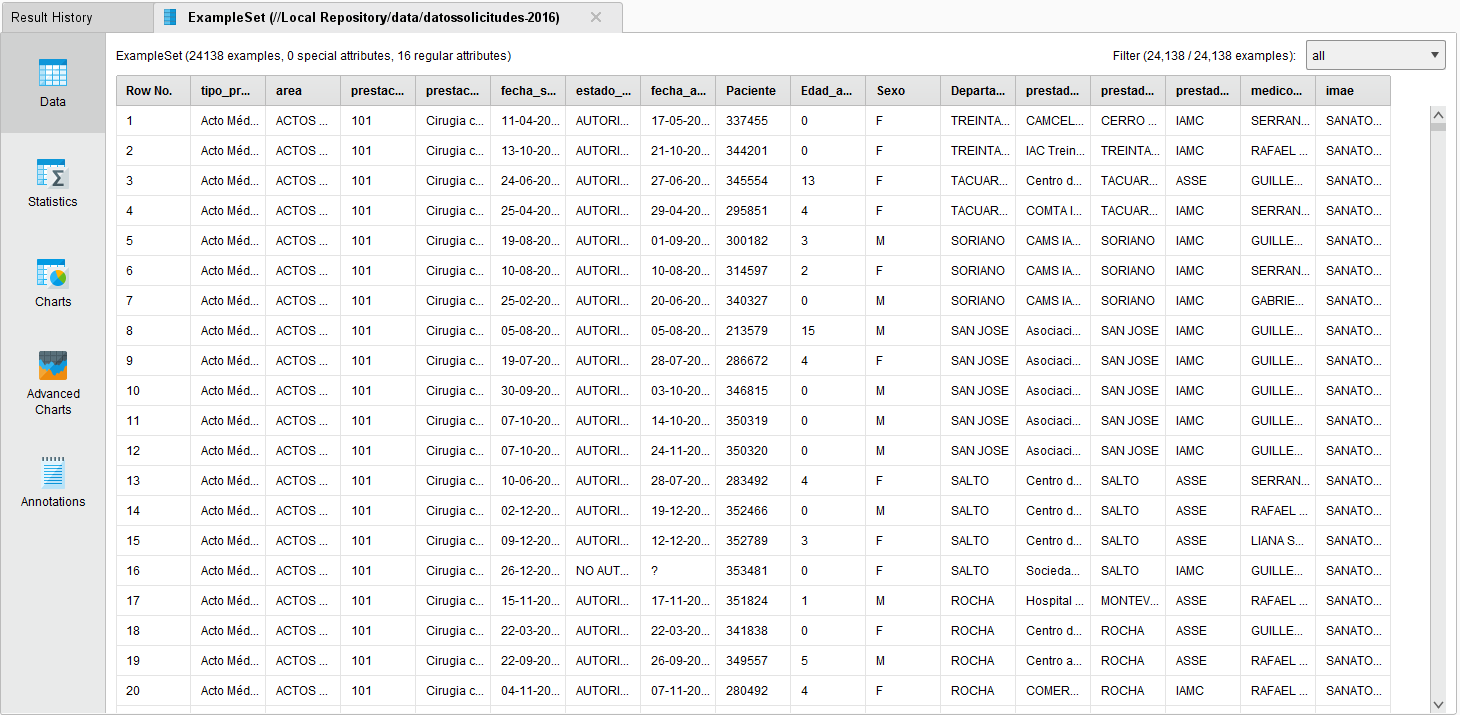 Result History
ExampleSet (//Local Repository/data/datossolicitudes-2016)
Data
Statistics
Charts
Advanced
Charts
Annotations
ExampleSet (24138 examples, 0 special attributes, 16 regular attributes)
Filter (24,138 / 24,138 examples): all
Row No. tipo_pr... area prestac... prestac... fecha_s... estado_... fecha_a... Paciente Edad_a... Sexo Departa... prestad... prestad... prestad... medico... imae
1 Acto Méd... ACTOS ... 101 Cirugia c... 11-04-20... AUTORI... 17-05-20... 337455 0 F TREINTA... CAMCEL... CERRO ... IAMC SERRAN... SANATO...
2 Acto Méd... ACTOS ... 101 Cirugia c... 13-10-20... AUTORI... 21-10-20... 344201 0 F TREINTA... IAC Trein... TREINTA... IAMC RAFAEL ... SANATO...
3 Acto Méd... ACTOS ... 101 Cirugia c... 24-06-20... AUTORI... 27-06-20... 345554 13 F TACUAR... Centro d... TACUAR... ASSE GUILLE... SANATO...
4 Acto Méd... ACTOS ... 101 Cirugia c... 25-04-20... AUTORI... 29-04-20... 295851 4 F TACUAR... COMTA I... TACUAR... IAMC SERRAN... SANATO...
5 Acto Méd... ACTOS ... 101 Cirugia c... 19-08-20... AUTORI... 01-09-20... 300182 3 M SORIANO CAMS IA... SORIANO IAMC GUILLE... SANATO...
6 Acto Méd... ACTOS ... 101 Cirugia c... 10-08-20... AUTORI... 10-08-20... 314597 2 F SORIANO CAMS IA... SORIANO IAMC SERRAN... SANATO...
7 Acto Méd... ACTOS ... 101 Cirugia c... 25-02-20... AUTORI... 20-06-20... 340327 0 M SORIANO CAMS IA... SORIANO IAMC GABRIE... SANATO...
8 Acto Méd... ACTOS ... 101 Cirugia c... 05-08-20... AUTORI... 05-08-20... 213579 15 M SAN JOSE Asociaci... SAN JOSE IAMC GUILLE... SANATO...
9 Acto Méd... ACTOS ... 101 Cirugia c... 19-07-20... AUTORI... 28-07-20... 286672 4 F SAN JOSE Asociaci... SAN JOSE IAMC GUILLE... SANATO...
10 Acto Méd... ACTOS ... 101 Cirugia c... 30-09-20... AUTORI... 03-10-20... 346815 0 M SAN JOSE Asociaci... SAN JOSE IAMC GUILLE... SANATO...
11 Acto Méd... ACTOS ... 101 Cirugia c... 07-10-20... AUTORI... 14-10-20... 350319 0 M SAN JOSE Asociaci... SAN JOSE IAMC GUILLE... SANATO...
12 Acto Méd... ACTOS ... 101 Cirugia c... 07-10-20... AUTORI... 24-11-20... 350320 0 M SAN JOSE Asociaci... SAN JOSE IAMC GUILLE... SANATO...
13 Acto Méd... ACTOS ... 101 Cirugia c... 10-06-20... AUTORI... 28-07-20... 283492 4 F SALTO Centro d... SALTO ASSE SERRAN... SANATO...
14 Acto Méd... ACTOS ... 101 Cirugia c... 02-12-20... AUTORI... 19-12-20... 352466 0 M SALTO Centro d... SALTO ASSE RAFAEL ... SANATO...
15 Acto Méd... ACTOS ... 101 Cirugia c... 09-12-20... AUTORI... 12-12-20... 352789 3 F SALTO Centro d... SALTO ASSE LIANA S... SANATO...
16 Acto Méd... ACTOS ... 101 Cirugia c... 26-12-20... NO AUT... ? 353481 0 F SALTO Socieda... SALTO IAMC GUILLE... SANATO...
17 Acto Méd... ACTOS ... 101 Cirugia c... 15-11-20... AUTORI... 17-11-20... 351824 1 M ROCHA Hospital ... MONTEV... ASSE RAFAEL ... SANATO...
18 Acto Méd... ACTOS ... 101 Cirugia c... 22-03-20... AUTORI... 22-03-20... 341838 0 F ROCHA Centro d... ROCHA ASSE GUILLE... SANATO...
19 Acto Méd... ACTOS ... 101 Cirugia c... 22-09-20... AUTORI... 26-09-20... 349557 5 M ROCHA Centro a... ROCHA ASSE RAFAEL ... SANATO...
20 Acto Méd... ACTOS ... 101 Cirugia c... 04-11-20... AUTORI... 07-11-20... 280492 4 F ROCHA COMER... ROCHA IAMC RAFAEL ... SANATO...